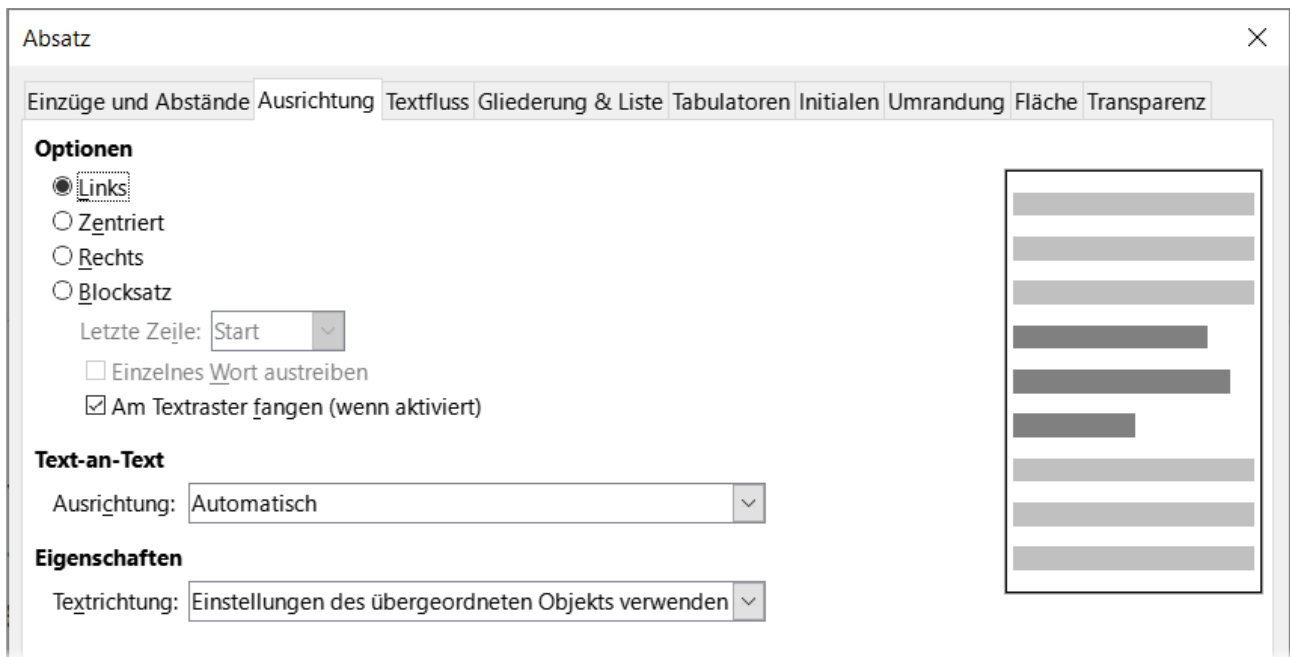 Absatz
Einzüge und Abstände Ausrichtung Textfluss Gliederung & Liste Tabulatoren Initialen Umrandung Fläche Transparenz
Optionen
Links
Zentriert
Rechts
Blocksatz
Letzte Zeile: Start
Einzelnes Wort austreiben
Am Textraster fangen (wenn aktiviert)
Text-an-Text
Ausrichtung: Automatisch
Eigenschaften
Textrichtung: Einstellungen des übergeordneten Objekts verwenden